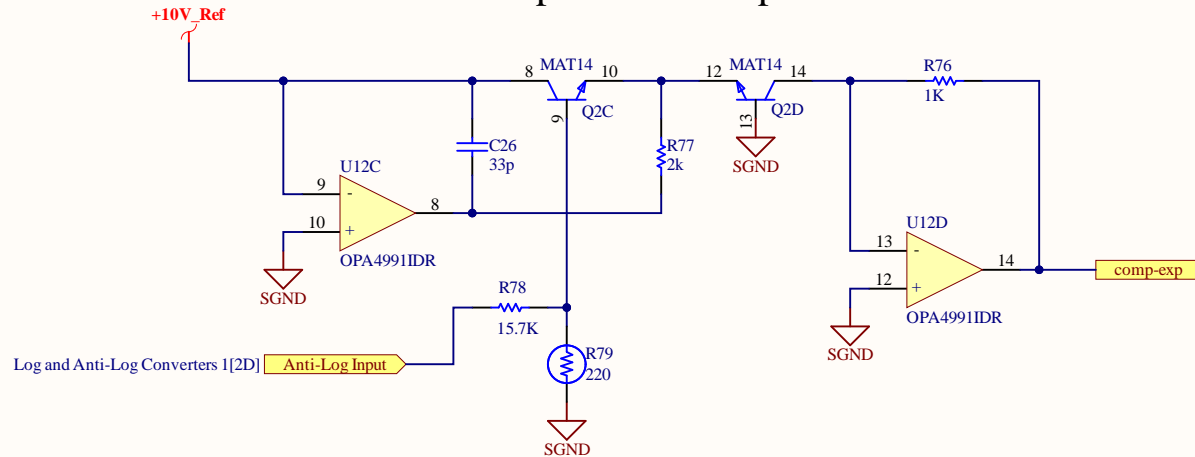 +10V_Ref
8
MAT14
10
12
MAT14
14
R76
1K
9
Q2C
13
Q2D
SGND
C26
33p
R77
2k
U12C
9
-
8
10
+
OPA4991IDR
SGND
U12D
13
-
14
comp-exp
12
+
OPA4991IDR
SGND
R78
15.7K
Log and Anti-Log Converters 1[2D]
Anti-Log Input
R79
220
SGND